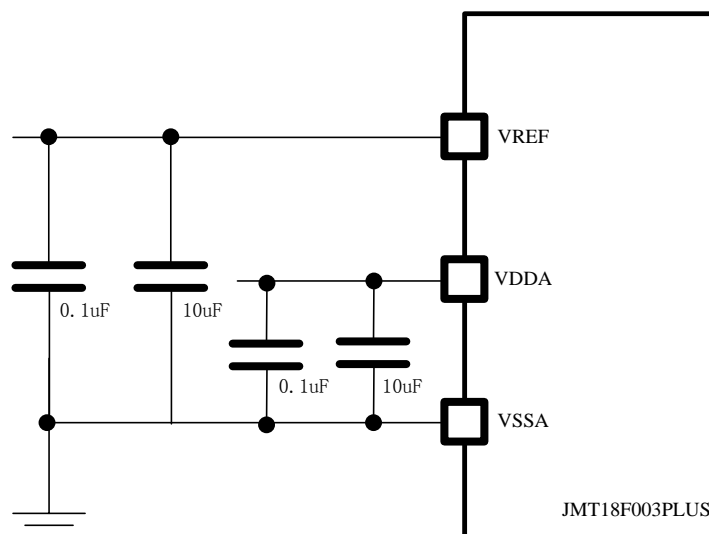 VREF
VDDA
0.1uF
10uF
0.1uF
10uF
VSSA
JMT18F003PLUS